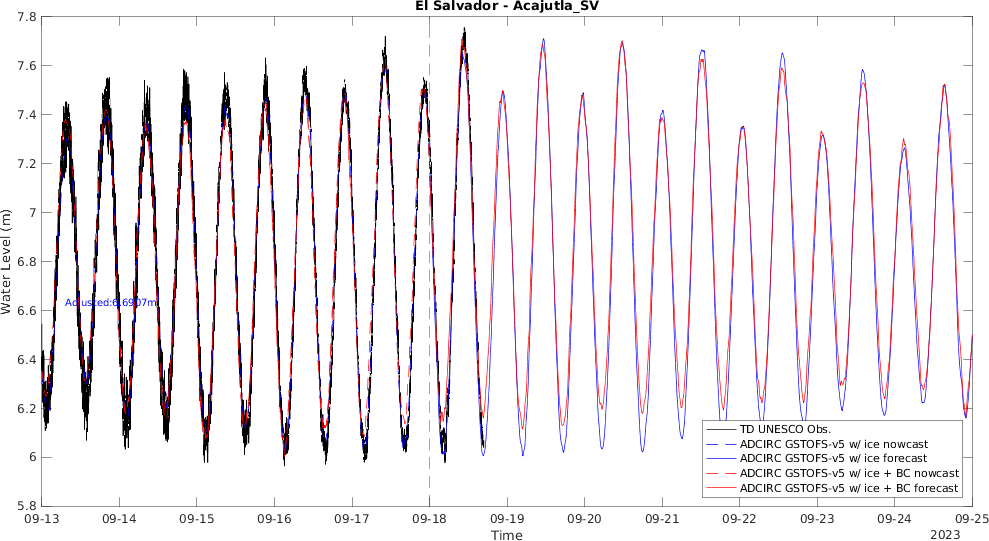 El Salvador - Acajutla_SV
Water Level (m)
7.8
7.6
7.4
7.2
7
6.8
6.6
6.4
6.2
6
5.8
Adjusted:6.6907m
TD UNESCO Obs.
ADCIRC GSTOFS-v5 w/ ice nowcast
ADCIRC GSTOFS-v5 w/ ice forecast
ADCIRC GSTOFS-v5 w/ ice + BC nowcast
ADCIRC GSTOFS-v5 w/ ice + BC forecast
09-13 09-14 09-15 09-16 09-17 09-18 09-19 09-20 09-21 09-22 09-23 09-24 09-25
Time
2023